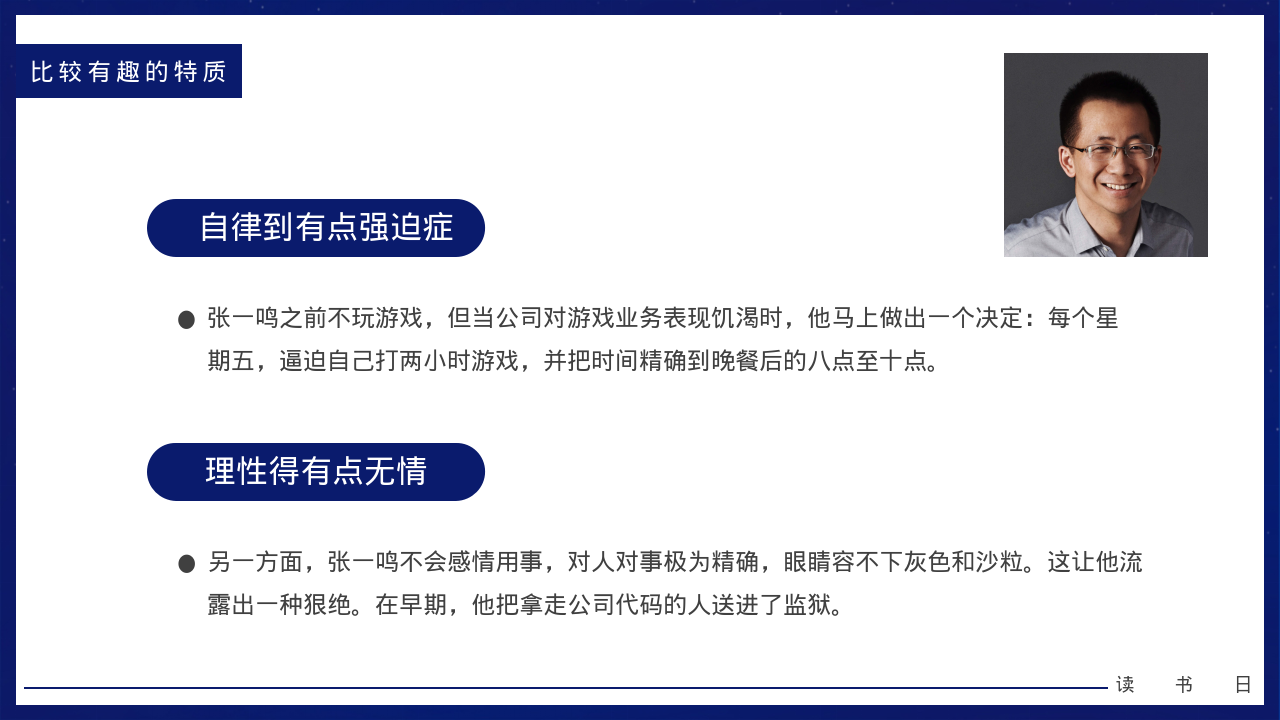 比较有趣的特质
自律到有点强迫症
● 张一鸣之前不玩游戏，但当公司对游戏业务表现饥渴时，他马上做出一个决定：每个星
期五，逼迫自己打两小时游戏，并把时间精确到晚餐后的八点至十点。
理性得有点无情
● 另一方面，张一鸣不会感情用事，对人对事极为精确，眼睛容不下灰色和沙粒。这让他流
露出一种狠绝。在早期，他把拿走公司代码的人送进了监狱。
读 书 日